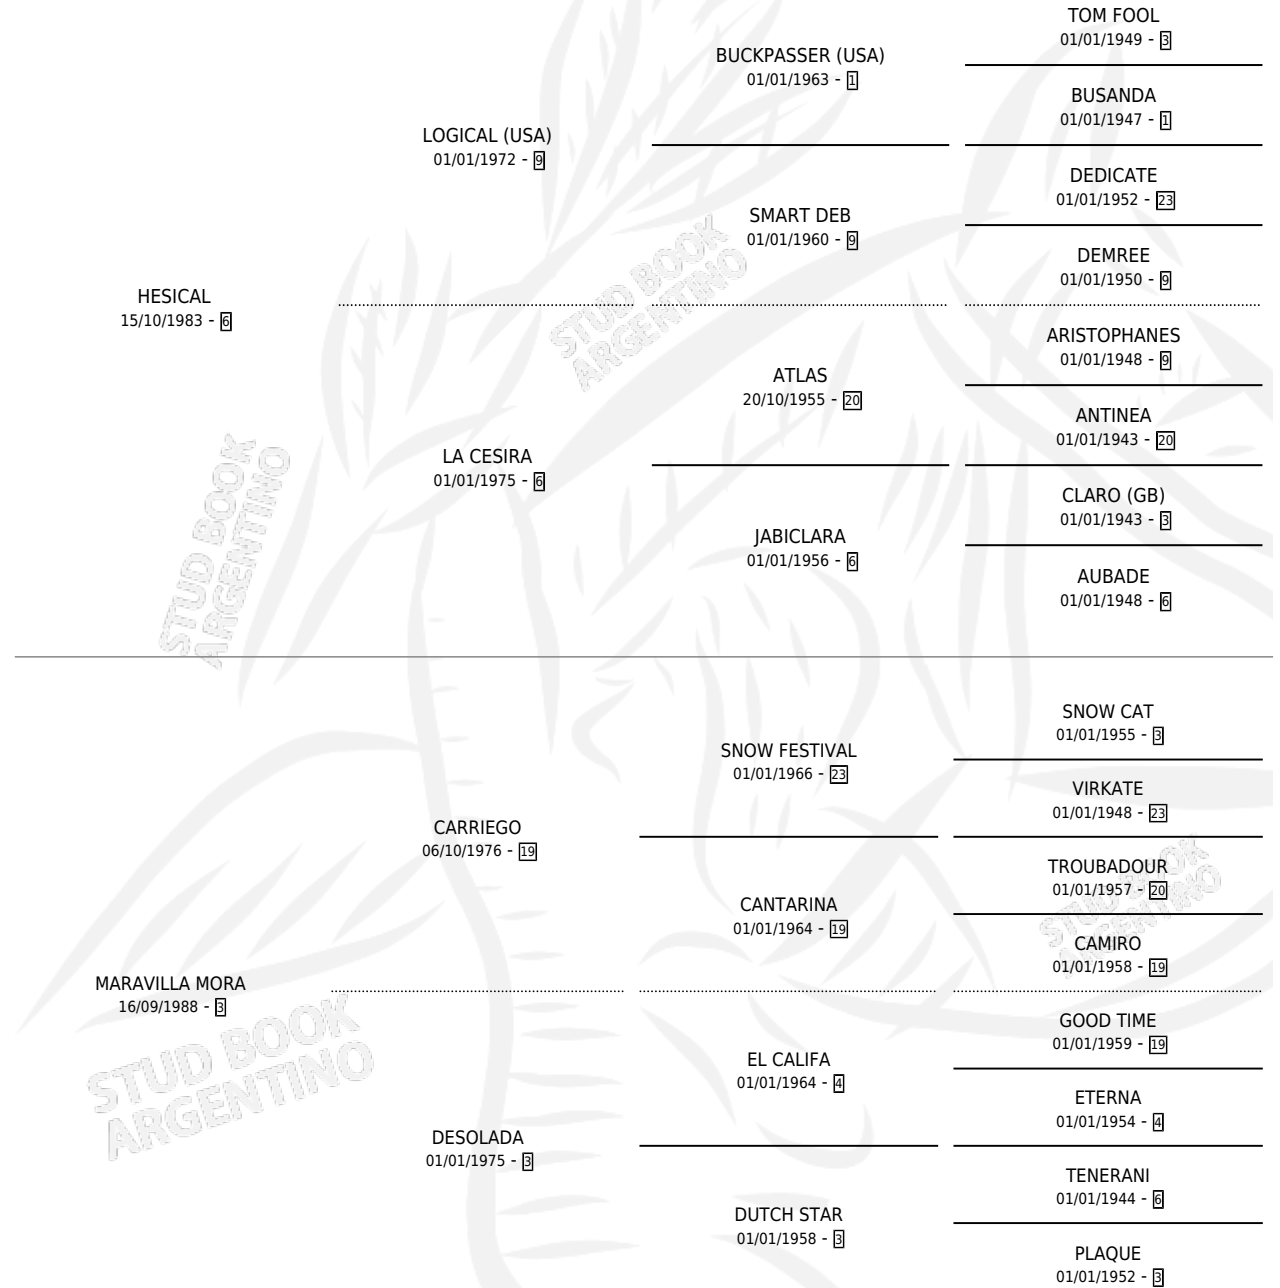 TOM FOOL
01/01/1949 - 3
BUCKPASSER (USA)
01/01/1963 - 1
BUSANDA
01/01/1947 - 1
LOGICAL (USA)
01/01/1972 - 9
DEDICATE
01/01/1952 - 23
SMART DEB
01/01/1960 - 9
DEMREE
01/01/1950 - 9
HESICAL
15/10/1983 - 6
STUD BOOK
ARGENTINO
ARISTOPHANES
01/01/1948 - 9
ATLAS
20/10/1955 - 20
ANTINEA
01/01/1943 - 20
LA CESIRA
01/01/1975 - 6
CLARO (GB)
01/01/1943 - 3
JABICLARA
01/01/1956 - 6
AUBADE
01/01/1948 - 6
STUD BOOK
ARGENTINO
SNOW CAT
01/01/1955 - 3
SNOW FESTIVAL
01/01/1966 - 23
VIRKATE
01/01/1948 - 23
CARRIEGO
06/10/1976 - 19
TROUBADOUR
01/01/1957 - 20
CANTARINA
01/01/1964 - 19
CAMIRO
01/01/1958 - 19
STUD BOOK
ARGENTINO
MARAVILLA MORA
16/09/1988 - 3
GOOD TIME
01/01/1959 - 19
EL CALIFA
01/01/1964 - 4
ETERNA
01/01/1954 - 4
STUD BOOK
ARGENTINO
DESOLADA
01/01/1975 - 3
TENERANI
01/01/1944 - 6
DUTCH STAR
01/01/1958 - 3
PLAQUE
01/01/1952 - 3